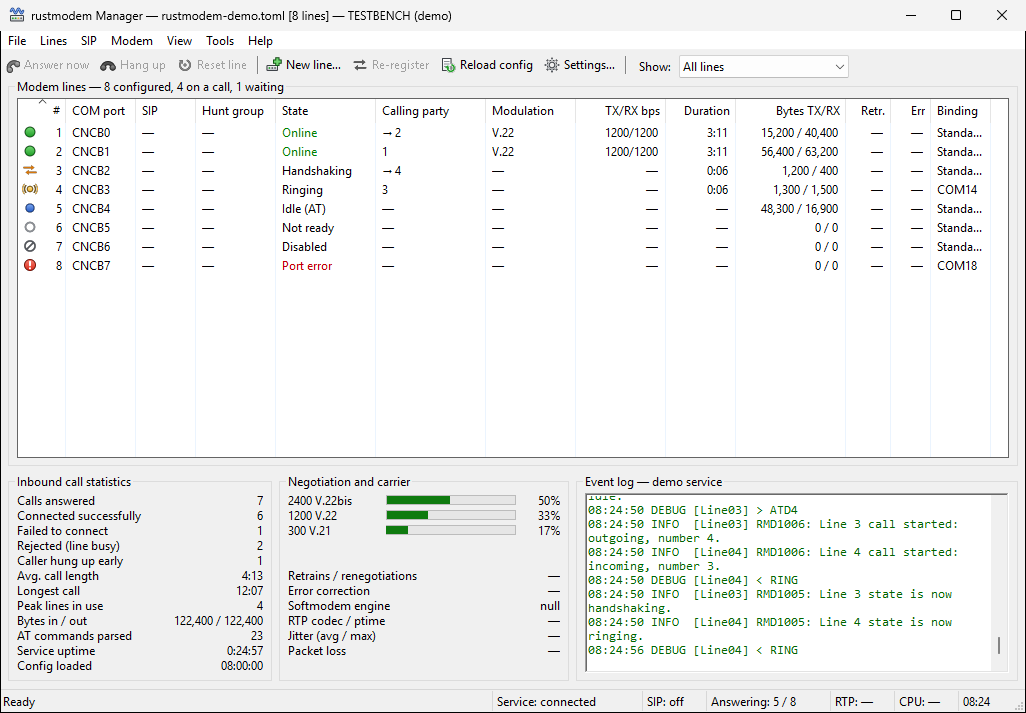 rustmodem Manager — rustmodem-demo.toml [8 lines] — TESTBENCH (demo)
File Lines SIP Modem View Tools Help
Answer now Hang up Reset line New line... Re-register Reload config Settings... Show: All lines
Modem lines — 8 configured, 4 on a call, 1 waiting
# COM port SIP Hunt group State Calling party Modulation TX/RX bps Duration Bytes TX/RX Retr. Err Binding
1 CNCB0 — — Online →2 V.22 1200/1200 3:11 15,200 / 40,400 — — Standa...
2 CNCB1 — — Online 1 V.22 1200/1200 3:11 56,400 / 63,200 — — Standa...
3 CNCB2 — — Handshaking →4 — — 0:06 1,200 / 400 — — Standa...
4 CNCB3 — — Ringing 3 — — 0:06 1,300 / 1,500 — — COM14
5 CNCB4 — — Idle (AT) — — — — 48,300 / 16,900 — — Standa...
6 CNCB5 — — Not ready — — — — 0 / 0 — — Standa...
7 CNCB6 — — Disabled — — — — 0 / 0 — — Standa...
8 CNCB7 — — Port error — — — — 0 / 0 — — COM18
Inbound call statistics
Calls answered 7
Connected successfully 6
Failed to connect 1
Rejected (line busy) 2
Caller hung up early 1
Avg. call length 4:13
Longest call 12:07
Peak lines in use 4
Bytes in / out 122,400 / 122,400
AT commands parsed 23
Service uptime 0:24:57
Config loaded 08:00:00
Negotiation and carrier
2400 V.22bis 50%
1200 V.22 33%
300 V.21 17%
Retrains / renegotiations —
Error correction —
Softmodem engine null
RTP codec / ptime —
Jitter (avg / max) —
Packet loss —
Event log — demo service
idle.
08:24:50 DEBUG [Line03] > ATD4
08:24:50 INFO [Line03] RMD1006: Line 3 call started:
outgoing, number 4.
08:24:50 INFO [Line04] RMD1006: Line 4 call started:
incoming, number 3.
08:24:50 DEBUG [Line04] < RING
08:24:50 INFO [Line03] RMD1005: Line 3 state is now
handshaking.
08:24:50 INFO [Line04] RMD1005: Line 4 state is now
ringing.
08:24:56 DEBUG [Line04] < RING
Ready Service: connected SIP: off Answering: 5 / 8 RTP: — CPU: — 08:24